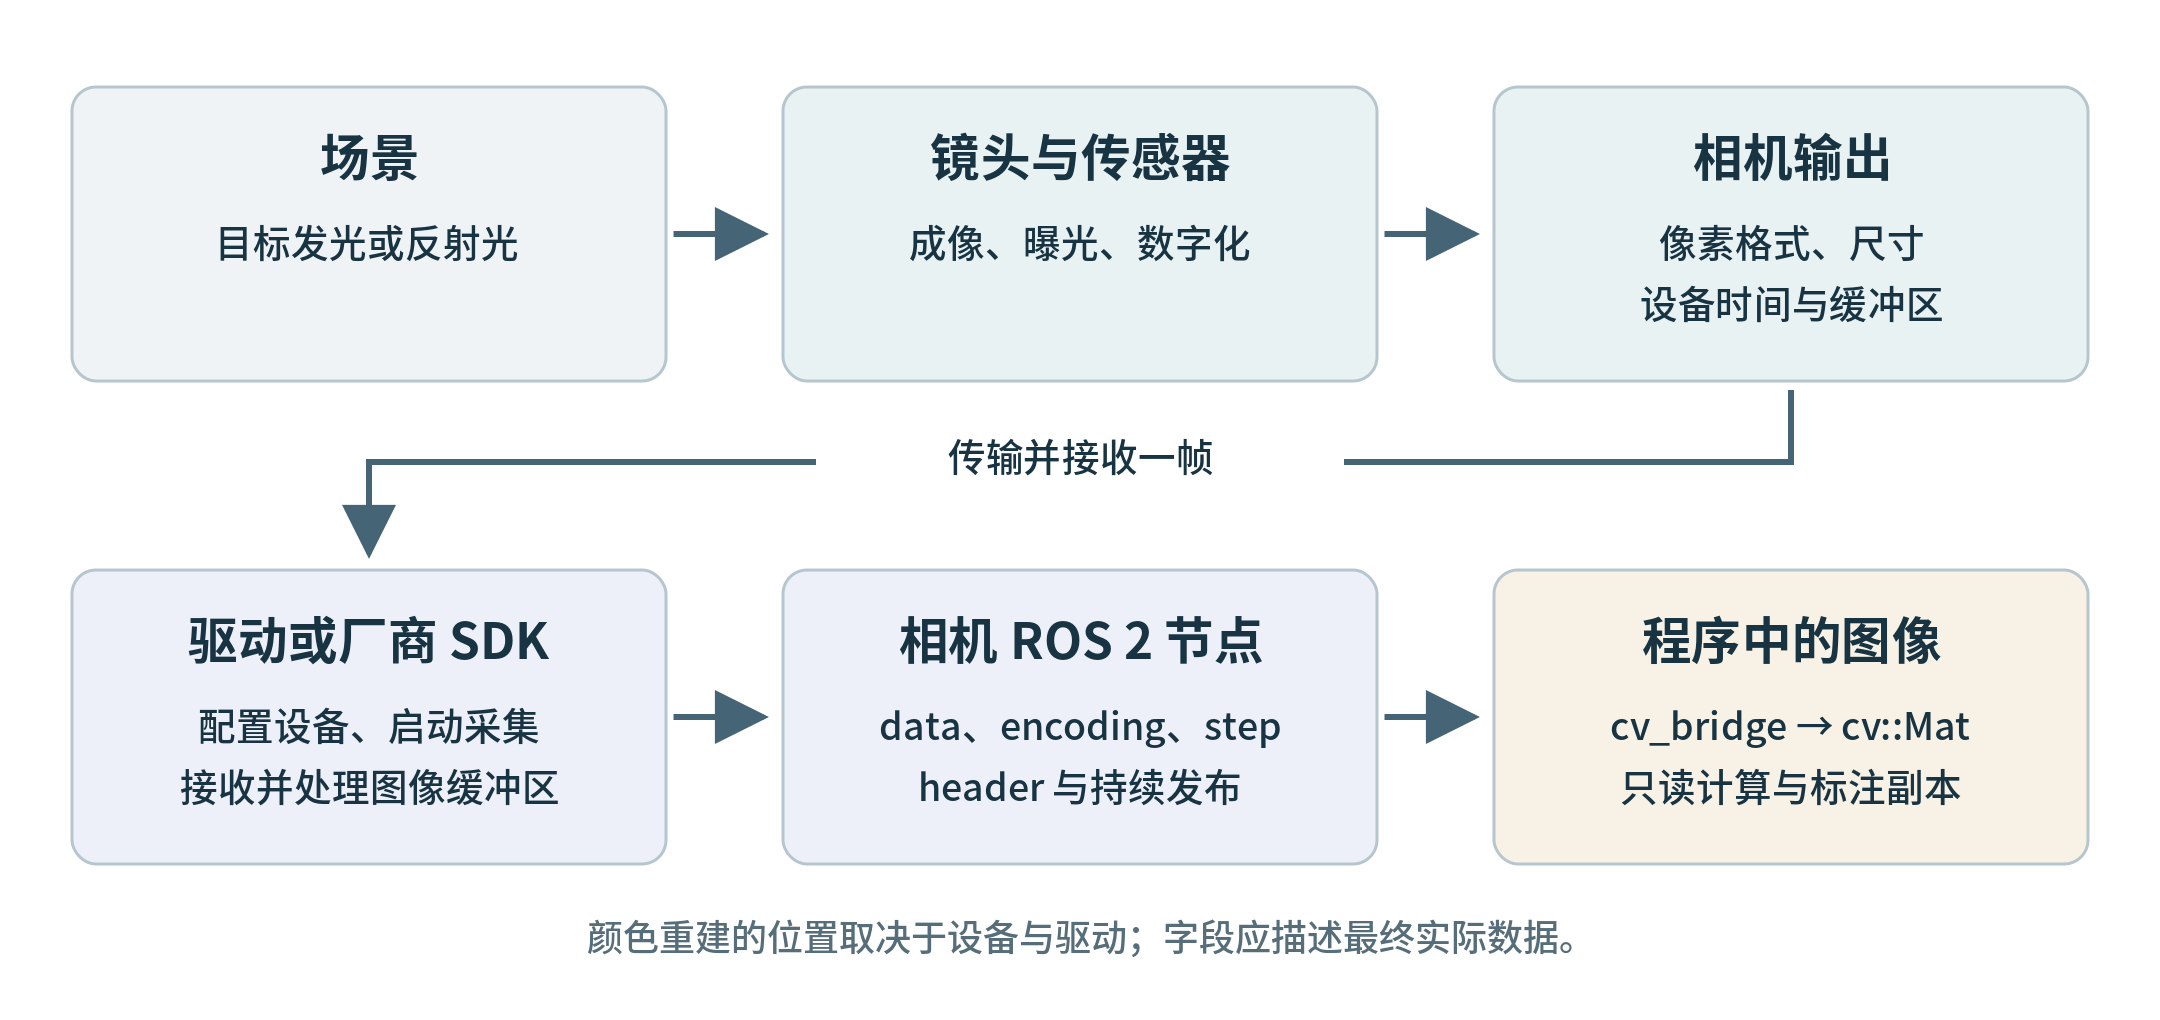 场景
目标发光或反射光
镜头与传感器
成像、曝光、数字化
相机输出
像素格式、尺寸
设备时间与缓冲区
传输并接收一帧
驱动或厂商 SDK
配置设备、启动采集
接收并处理图像缓冲区
相机 ROS 2 节点
data、encoding、step
header 与持续发布
程序中的图像
cv_bridge → cv::Mat
只读计算与标注副本
颜色重建的位置取决于设备与驱动；字段应描述最终实际数据。